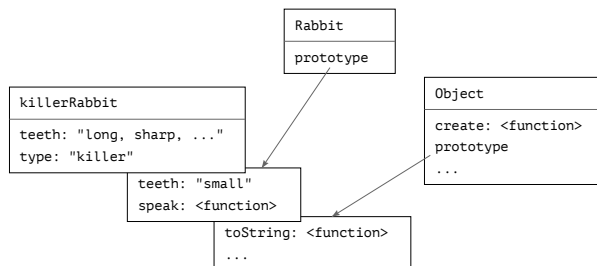 Rabbit
prototype
killerRabbit
teeth: "long, sharp, ..."
type: "killer"
Object
create: <function>
prototype
...
teeth: "small"
speak: <function>
toString: <function>
...